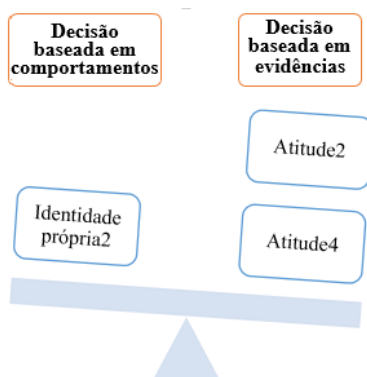 Decisão
baseada em
comportamentos
Decisão
baseada em
evidências
Atitude2
Identidade
própria2
Atitude4